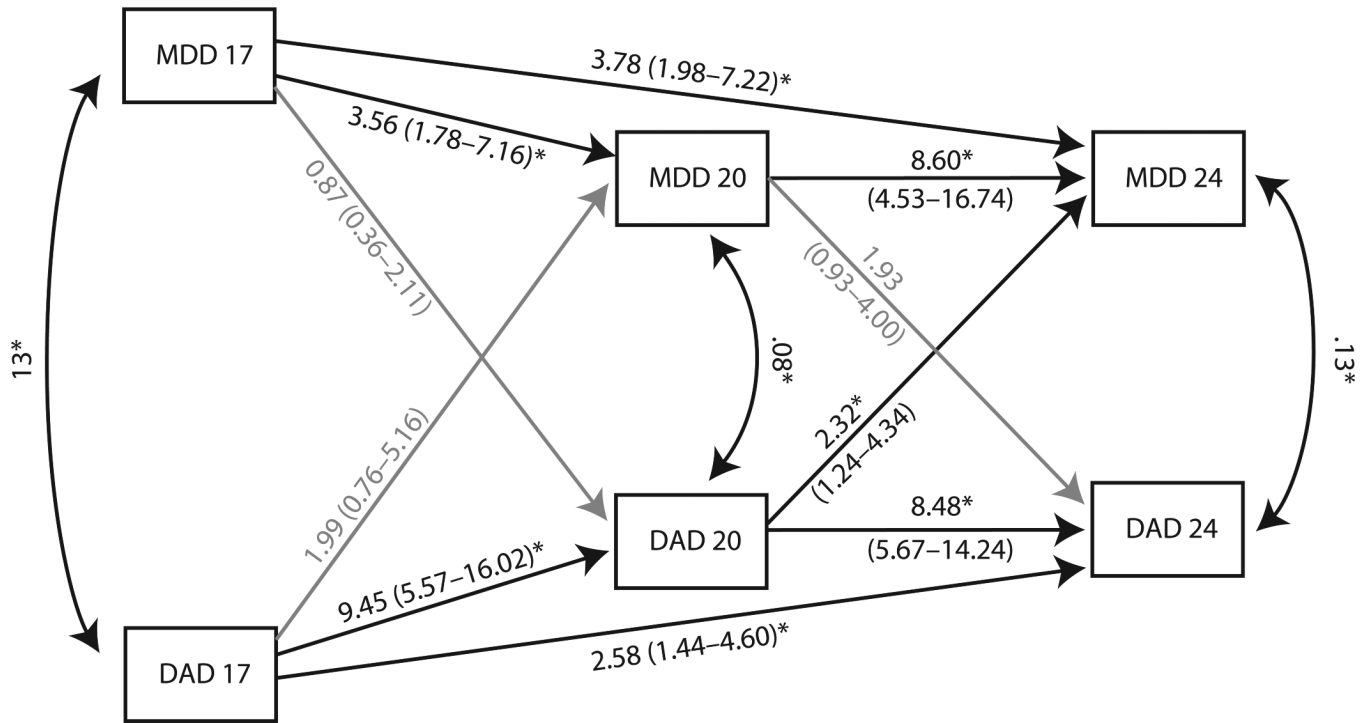 MDD 17
3.78 (1.98–7.22)*
3.56 (1.78–7.16)*
MDD 20
8.60*
(4.53–16.74)
MDD 24
0.87 (0.36–2.11)
1.93
(0.93–4.00)
13*
.08*
.13*
1.99 (0.76–5.16)
2.32*
(1.24–4.34)
9.45 (5.57–16.02)*
DAD 20
8.48*
(5.67–14.24)
DAD 24
2.58 (1.44–4.60)*
DAD 17